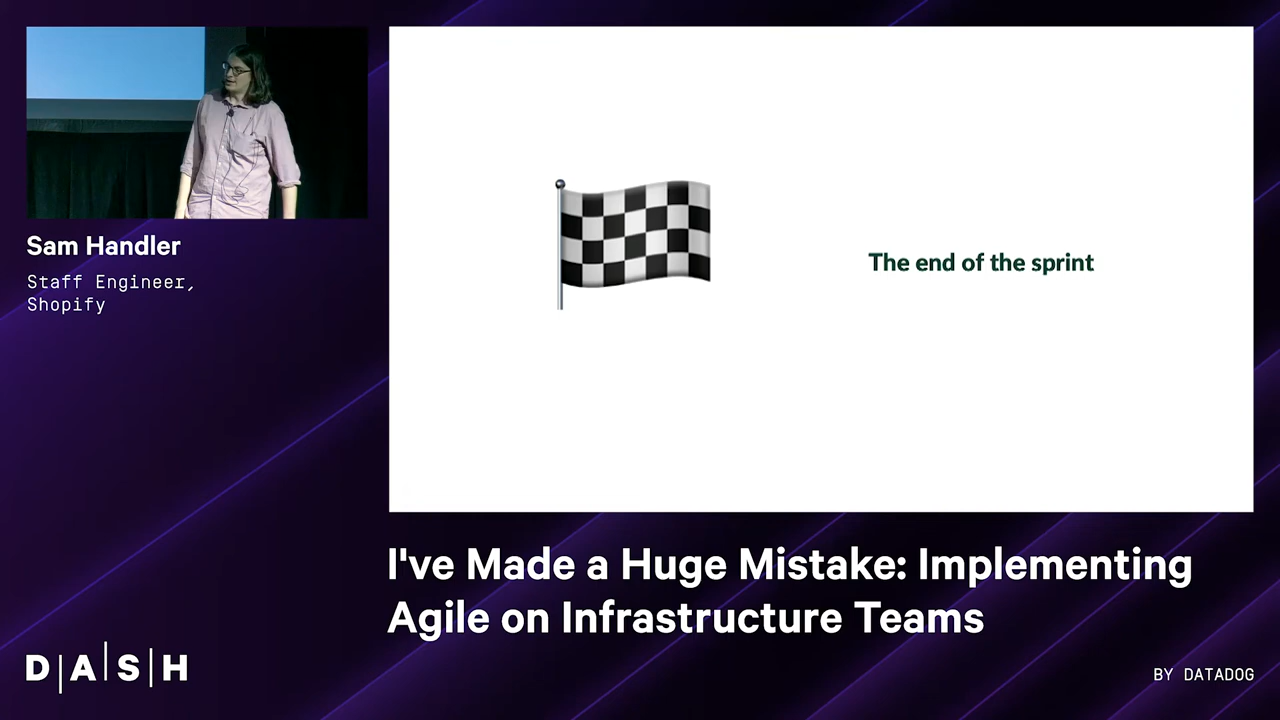 Sam Handler
Staff Engineer,
Shopify
The end of the sprint
I've Made a Huge Mistake: Implementing
Agile on Infrastructure Teams
DASH
BY DATADOG